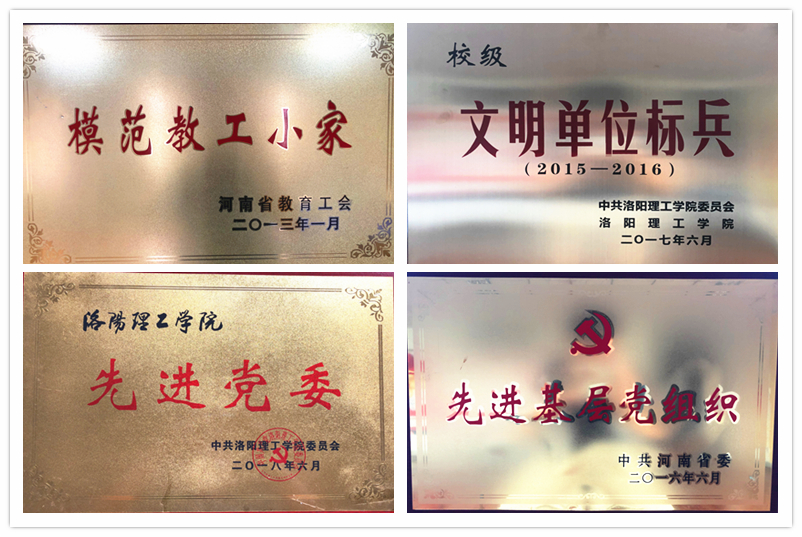 模范教工小家
河南省教育工会
二〇一三年一月
校级
文明单位标兵
(2015—2016)
中共洛阳理工学院委员会
洛阳理工学院
二〇一七年六月
洛陽理工学院
先进党委
中共洛阳理工学院委员会
二〇一八年六月
先进基层党组织
中共河南省委
二〇一六年六月